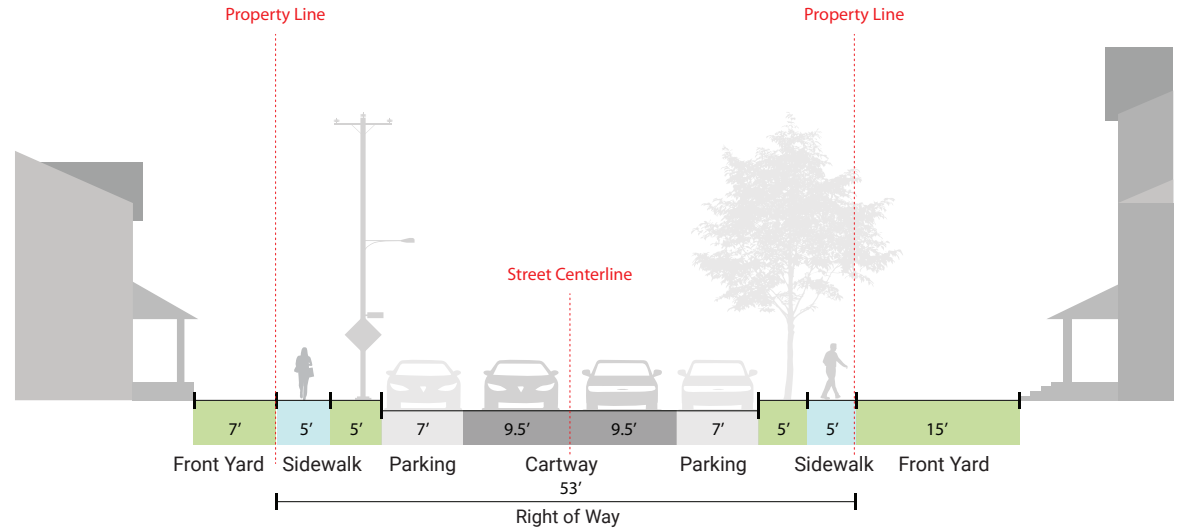 Property Line
Property Line
Street Centerline
7’ 5’ 5’ 7’ 9.5’ 9.5’ 7’ 5’ 5’ 15’
Front Yard Sidewalk Parking Cartway Parking Sidewalk Front Yard
53’
Right of Way